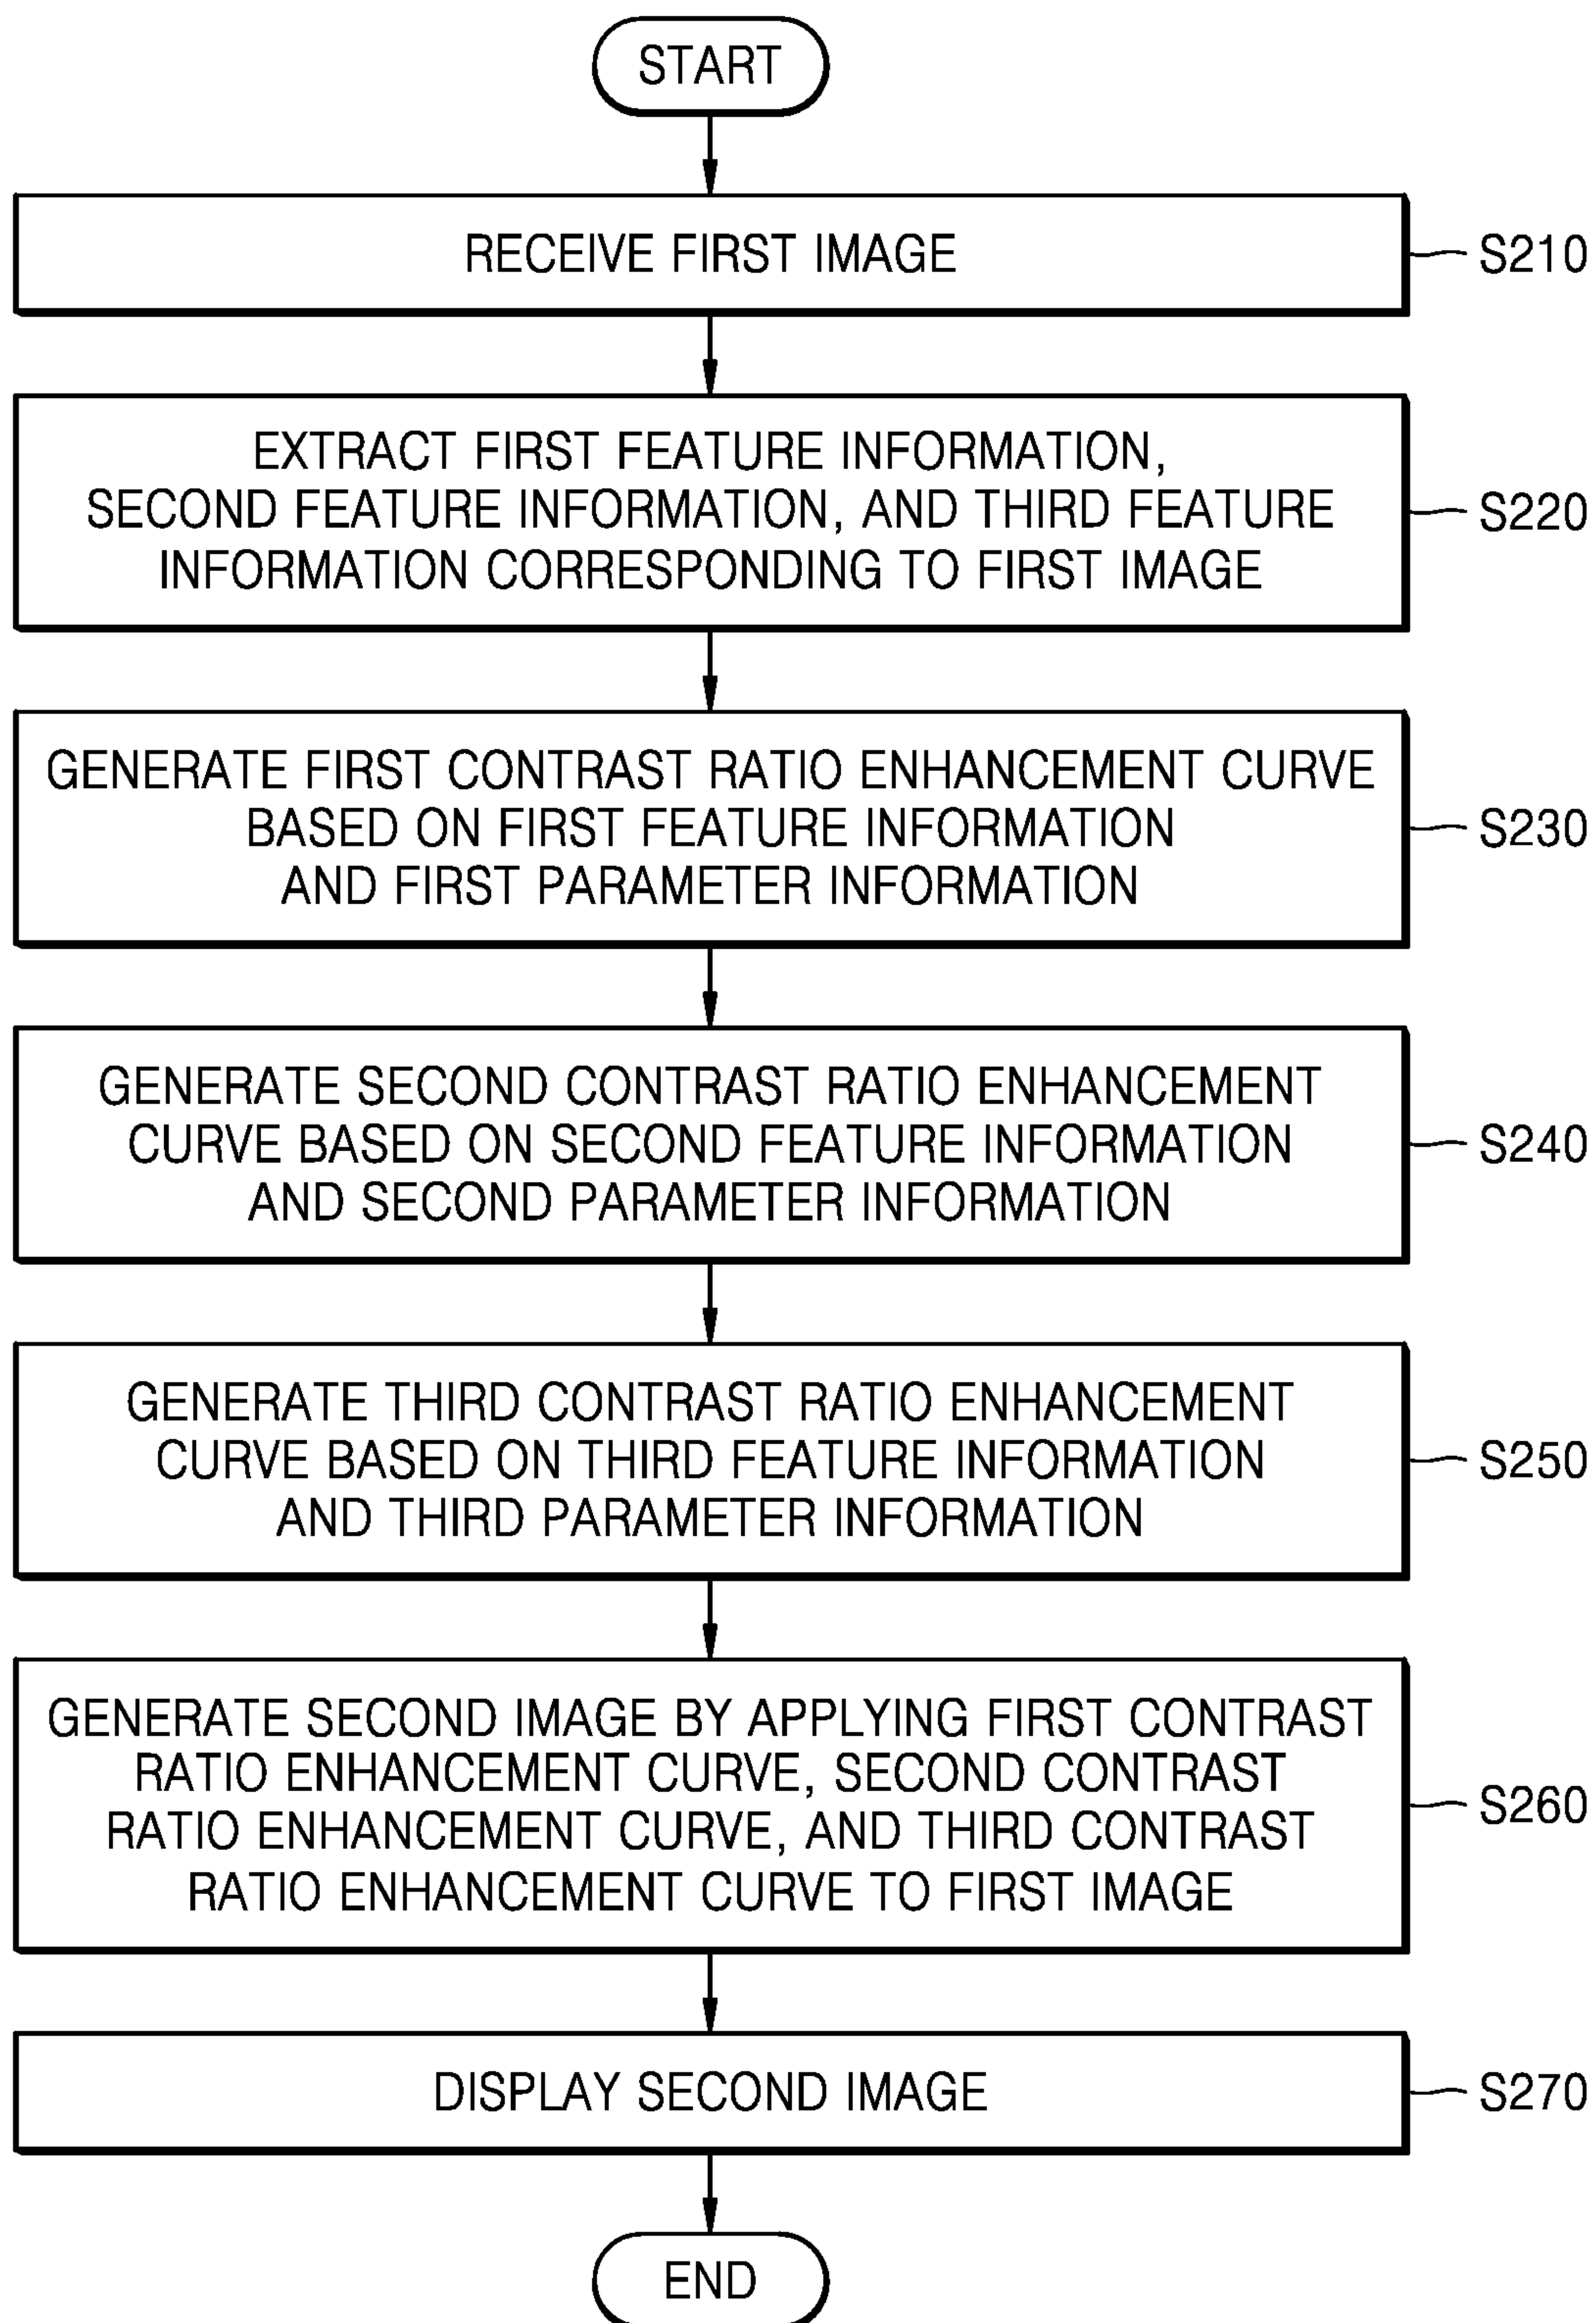 START
RECEIVE FIRST IMAGE
S210
EXTRACT FIRST FEATURE INFORMATION,
SECOND FEATURE INFORMATION, AND THIRD FEATURE
INFORMATION CORRESPONDING TO FIRST IMAGE
S220
GENERATE FIRST CONTRAST RATIO ENHANCEMENT CURVE
BASED ON FIRST FEATURE INFORMATION
AND FIRST PARAMETER INFORMATION
S230
GENERATE SECOND CONTRAST RATIO ENHANCEMENT
CURVE BASED ON SECOND FEATURE INFORMATION
AND SECOND PARAMETER INFORMATION
S240
GENERATE THIRD CONTRAST RATIO ENHANCEMENT
CURVE BASED ON THIRD FEATURE INFORMATION
AND THIRD PARAMETER INFORMATION
S250
GENERATE SECOND IMAGE BY APPLYING FIRST CONTRAST
RATIO ENHANCEMENT CURVE, SECOND CONTRAST
RATIO ENHANCEMENT CURVE, AND THIRD CONTRAST
RATIO ENHANCEMENT CURVE TO FIRST IMAGE
S260
DISPLAY SECOND IMAGE
S270
END